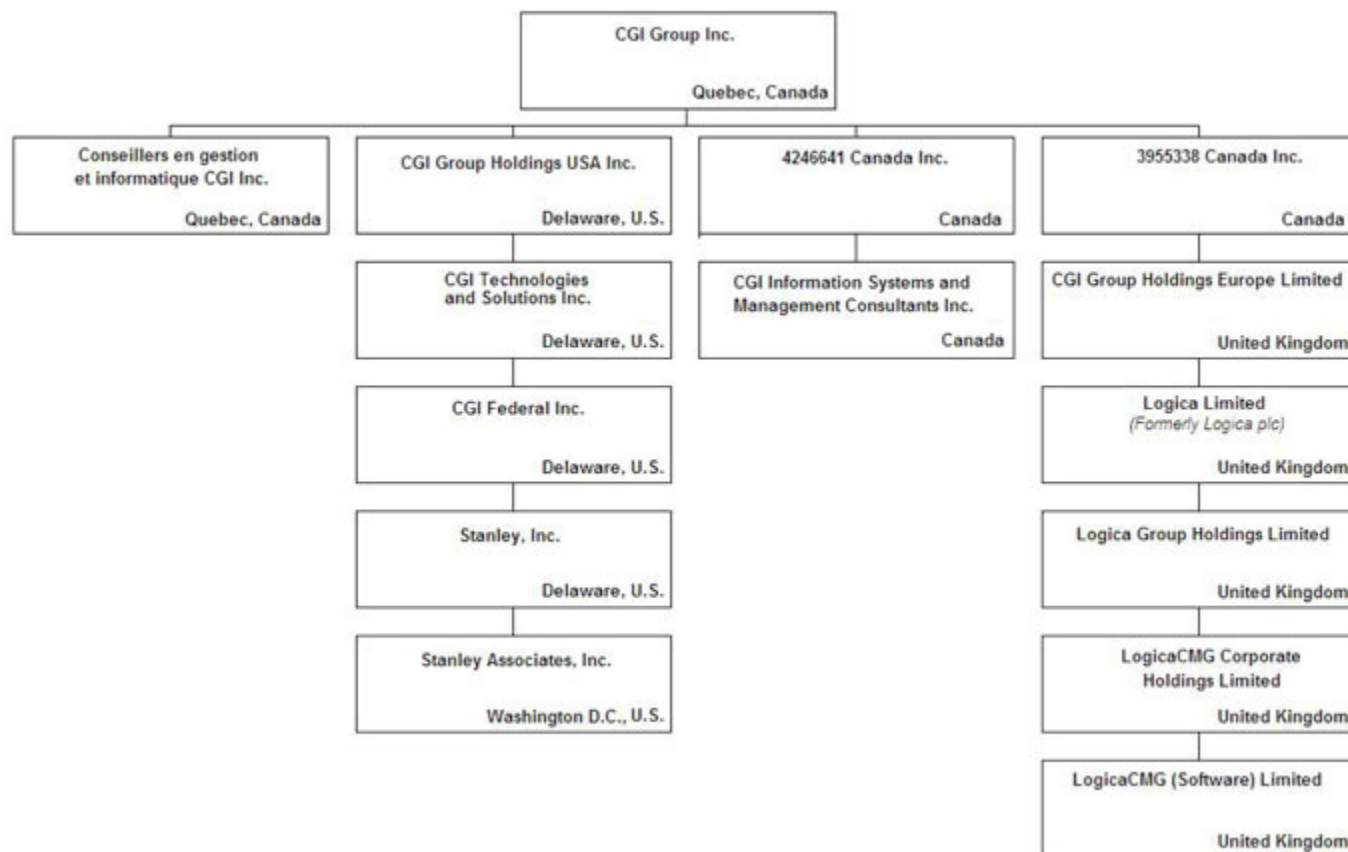 CGI Group Inc.
Quebec, Canada
Conseillers en gestion
et informatique CGI Inc.
Quebec, Canada
CGI Group Holdings USA Inc.
Delaware, U.S.
4246641 Canada Inc.
Canada
3955338 Canada Inc.
Canada
CGI Technologies
and Solutions Inc.
Delaware, U.S.
CGI Information Systems and
Management Consultants Inc.
Canada
CGI Group Holdings Europe Limited
United Kingdom
CGI Federal Inc.
Delaware, U.S.
Logica Limited
(Formerly Logica plc)
United Kingdom
Stanley, Inc.
Delaware, U.S.
Logica Group Holdings Limited
United Kingdom
Stanley Associates, Inc.
Washington D.C., U.S.
LogicaCMG Corporate
Holdings Limited
United Kingdom
LogicaCMG (Software) Limited
United Kingdom